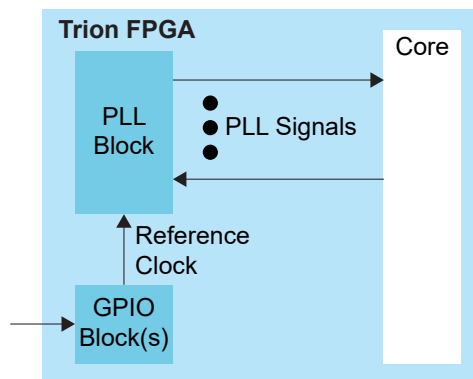 Trion FPGA
Core
PLL
Block
PLL Signals
Reference
Clock
GPIO
Block(s)